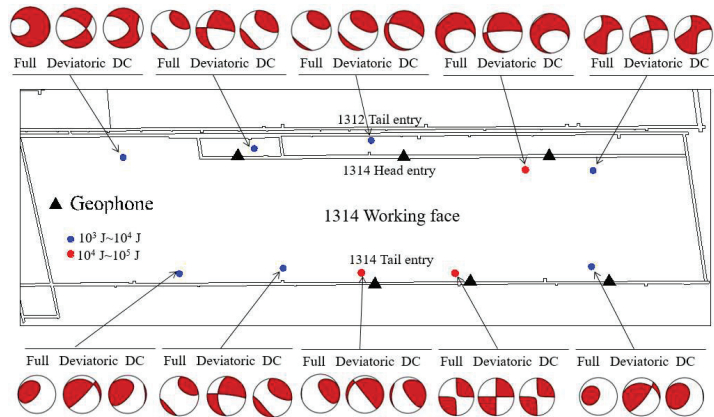 Full Deviatoric DC Full Deviatoric DC Full Deviatoric DC Full Deviatoric DC Full Deviatoric DC
1312 Tail entry
1314 Head entry
Geophone
1314 Working face
10³ J~10⁴ J
10⁴ J~10⁵ J
1314 Tail entry
Full Deviatoric DC Full Deviatoric DC Full Deviatoric DC Full Deviatoric DC Full Deviatoric DC